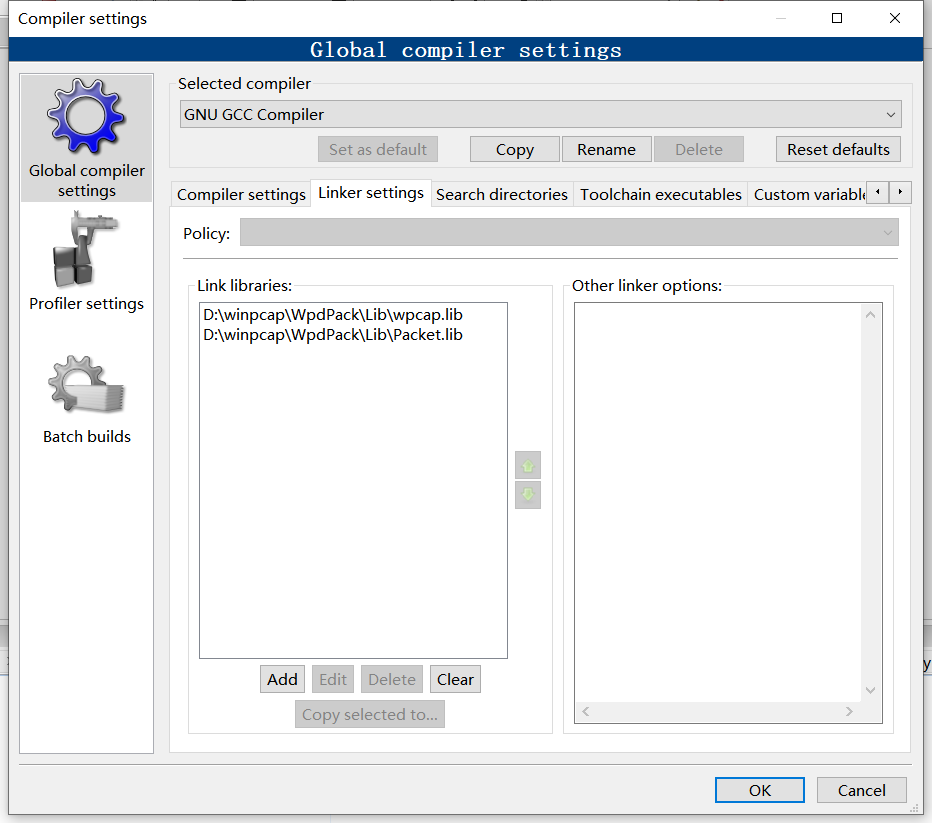 Compiler settings
Global compiler settings
Global compiler
settings
Profiler settings
Batch builds
Selected compiler
GNU GCC Compiler
Set as default
Copy
Rename
Delete
Reset defaults
Compiler settings
Linker settings
Search directories
Toolchain executables
Custom variable
Policy:
Link libraries:
D:\winpcap\WpdPack\Lib\wpcap.lib
D:\winpcap\WpdPack\Lib\Packet.lib
Add
Edit
Delete
Clear
Copy selected to...
Other linker options:
OK
Cancel